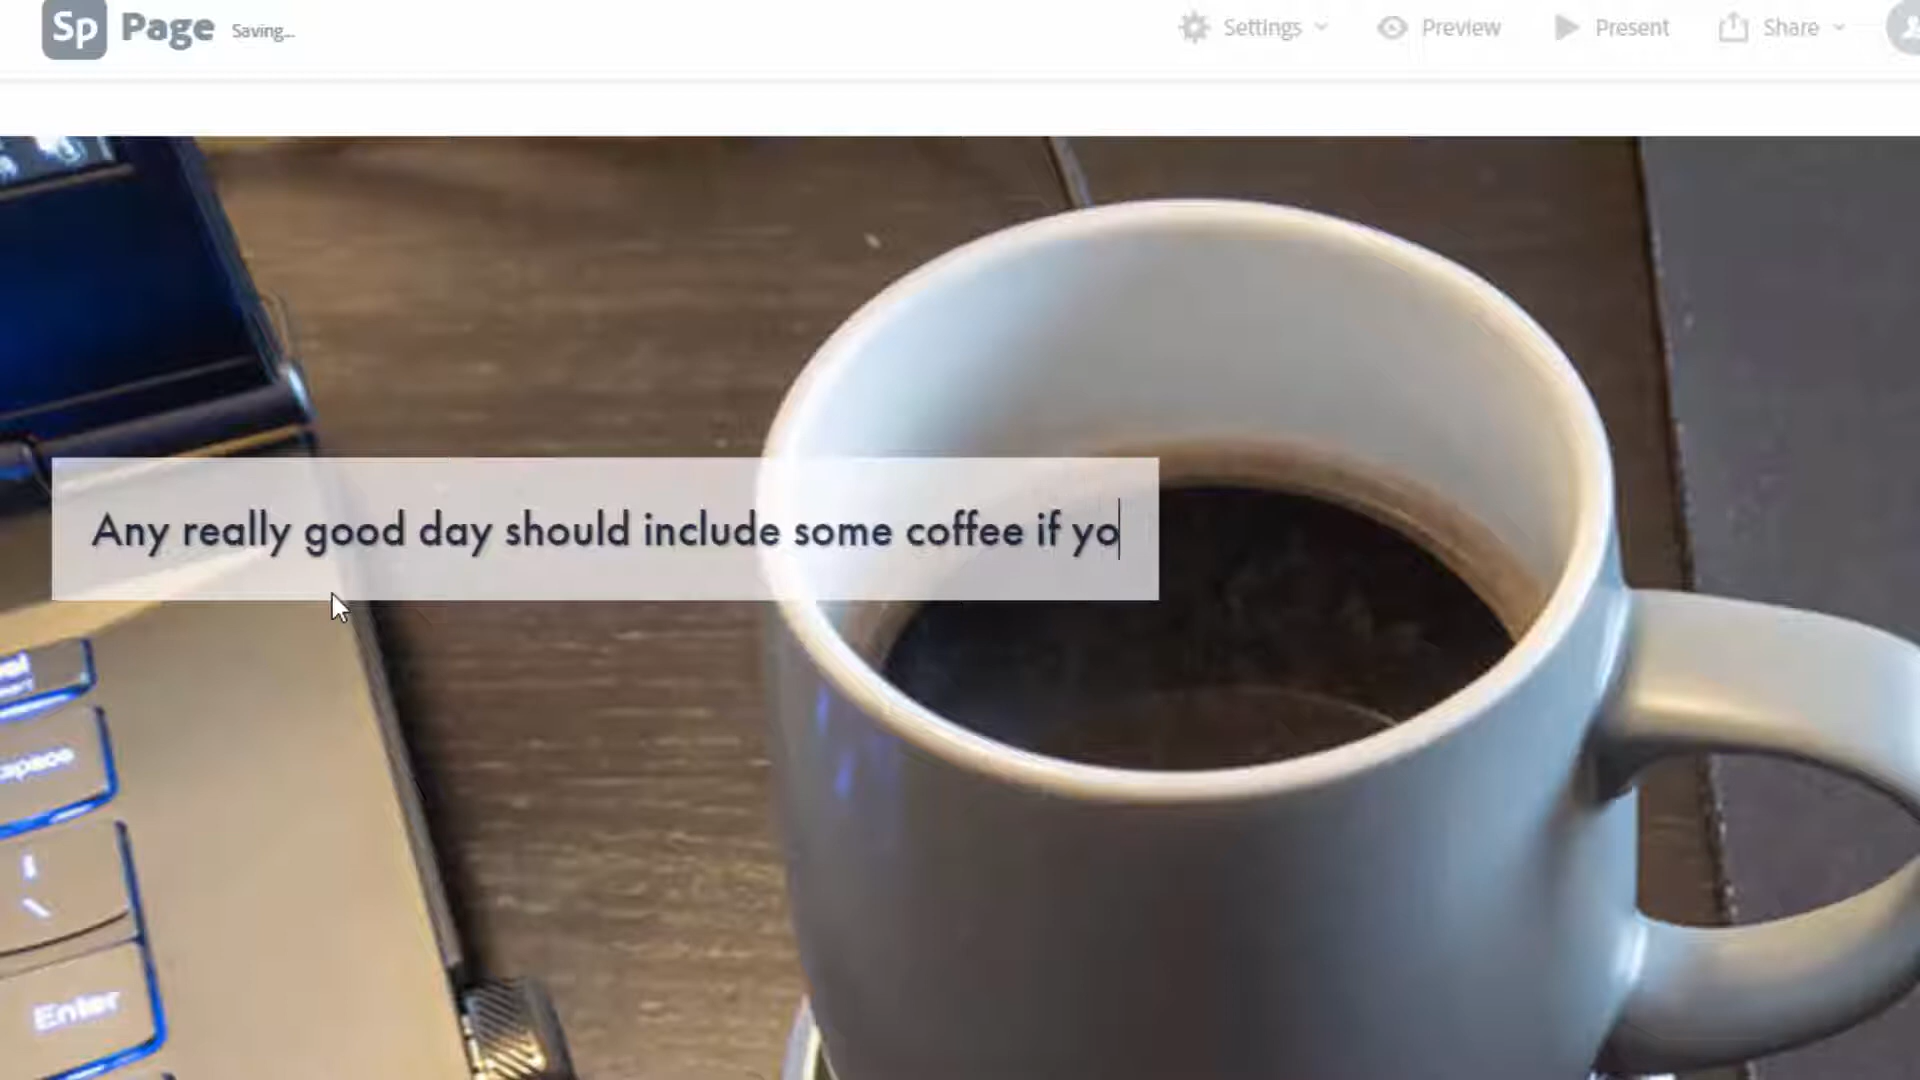 Sp Page Saving... Settings Preview Present Share
Any really good day should include some coffee if yo
Enter